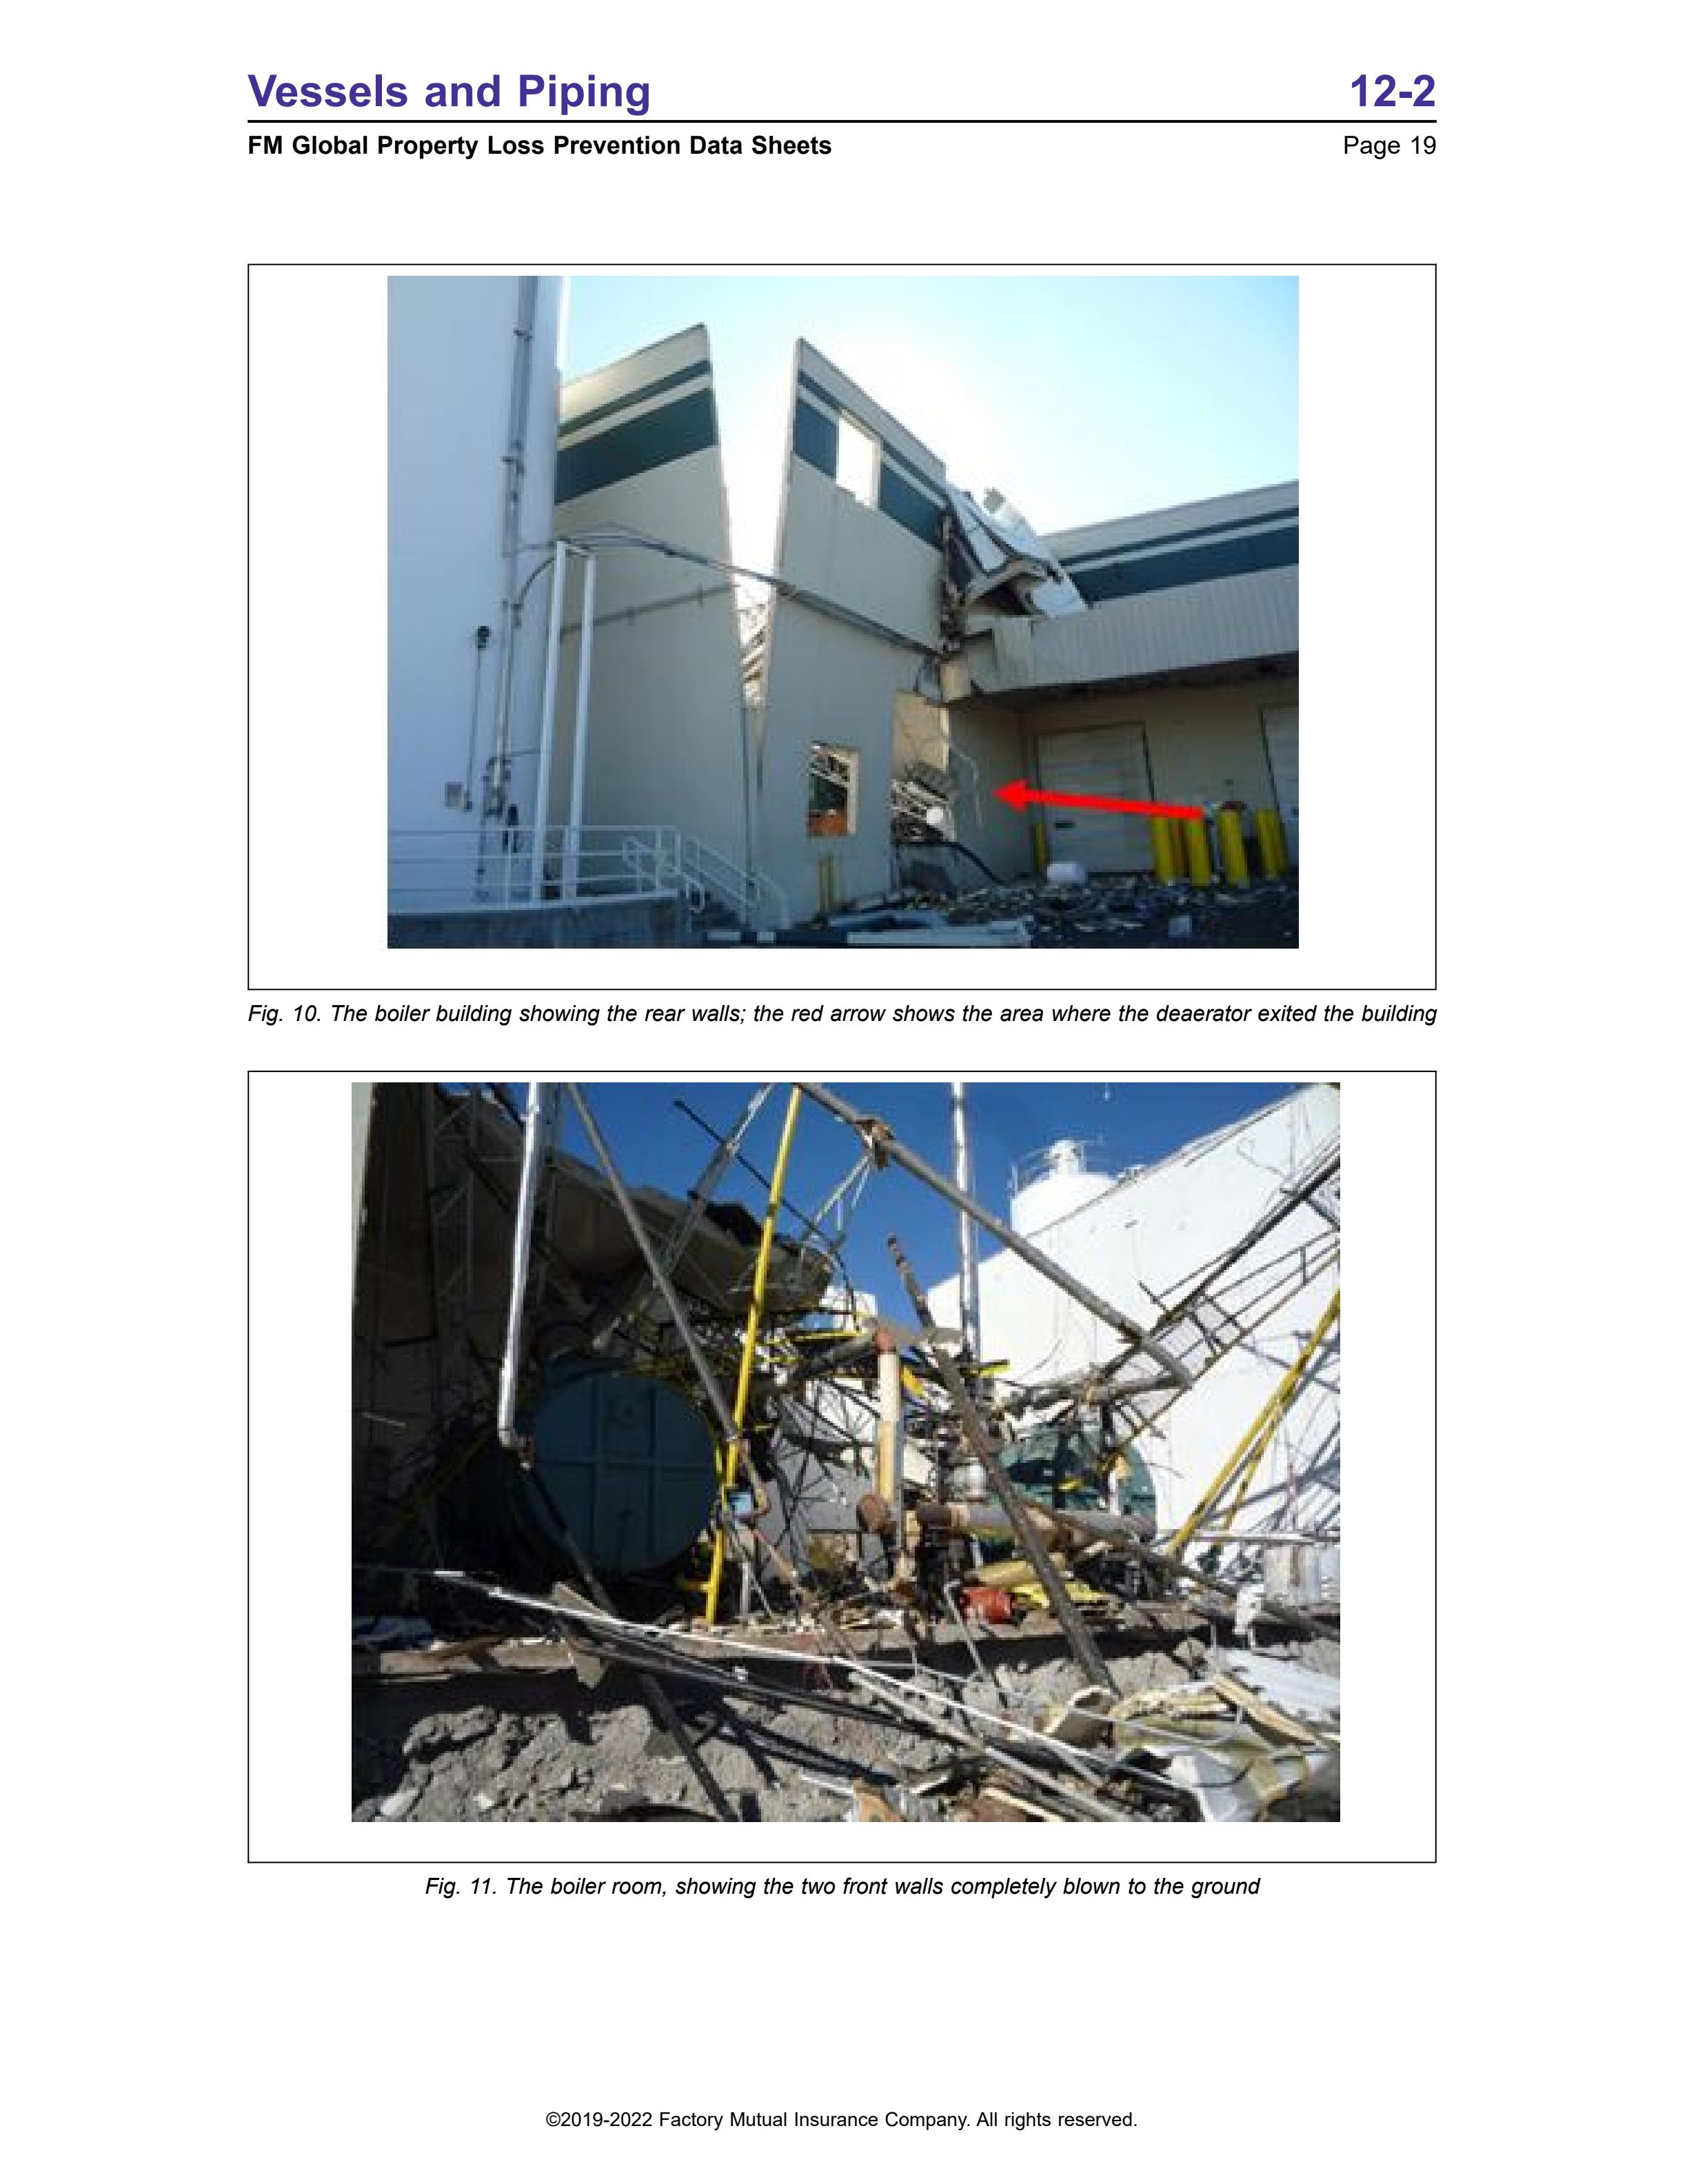 Vessels and Piping 12-2
FM Global Property Loss Prevention Data Sheets Page 19
Fig. 10. The boiler building showing the rear walls; the red arrow shows the area where the deaerator exited the building
Fig. 11. The boiler room, showing the two front walls completely blown to the ground
©2019-2022 Factory Mutual Insurance Company. All rights reserved.